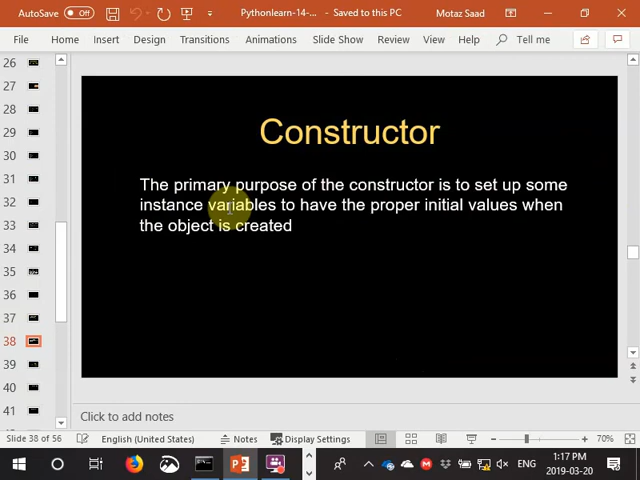 AutoSave Off Pythonlearn-14-... - Saved to this PC Motaz Saad
File Home Insert Design Transitions Animations Slide Show Review View Help Tell me
26
27
28
29
30
31
32
33
34
35
36
37
38
39
40
41
Constructor
The primary purpose of the constructor is to set up some
instance variables to have the proper initial values when
the object is created
Click to add notes
Slide 38 of 56 English (United States) Notes Display Settings 70%
ENG 1:17 PM
2019-03-20